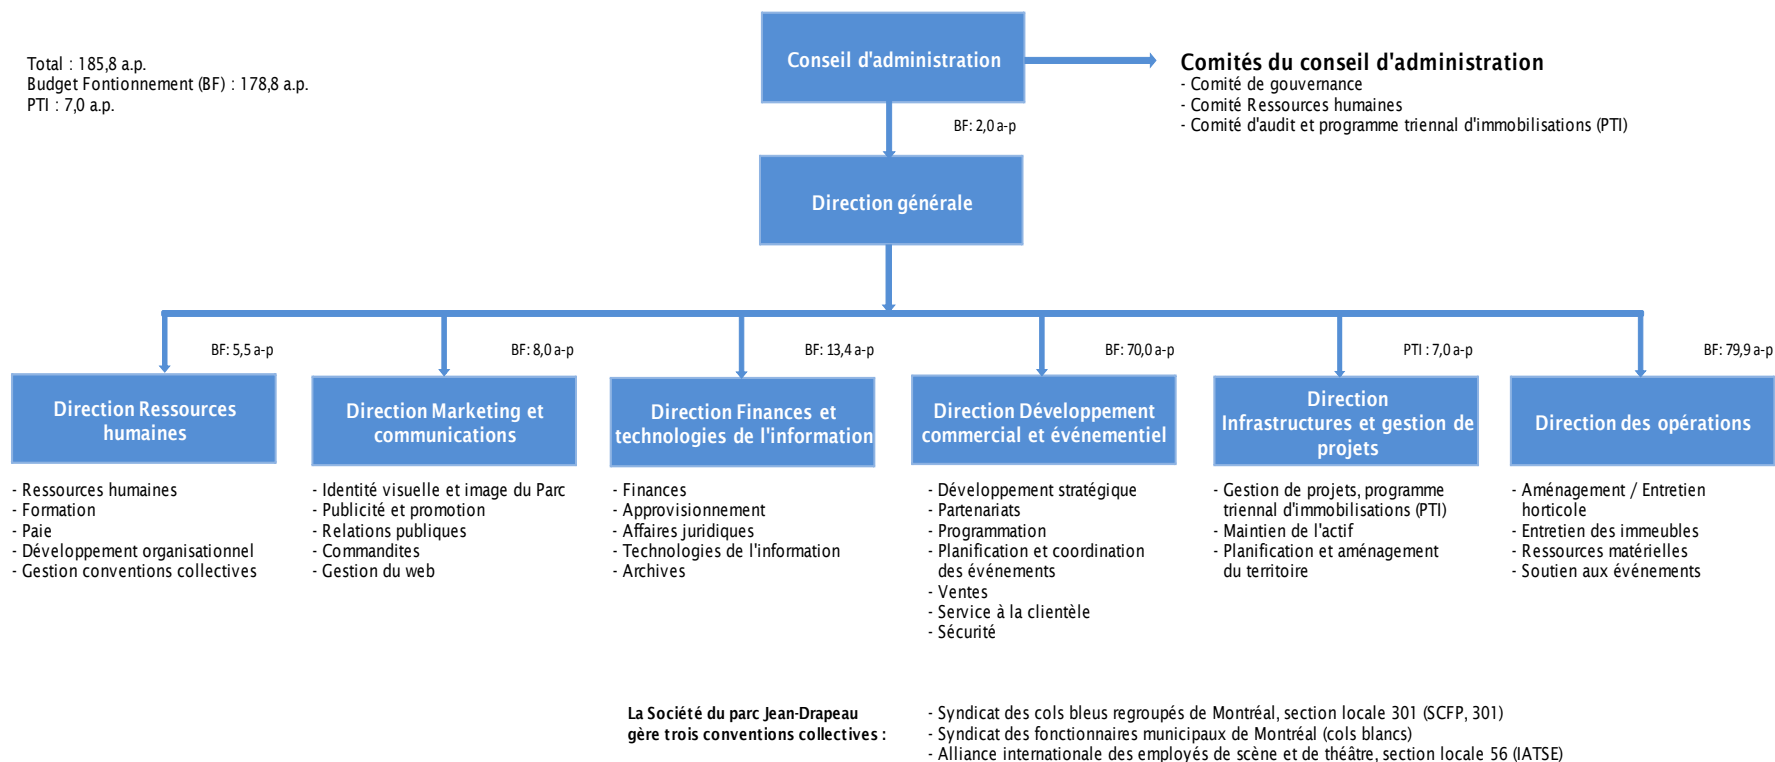 Total : 185,8 a.p.
Budget Fontionnement (BF) : 178,8 a.p.
PTI : 7,0 a.p.
Conseil d'administration
Comités du conseil d'administration
- Comité de gouvernance
- Comité Ressources humaines
- Comité d'audit et programme triennal d'immobilisations (PTI)
BF: 2,0 a-p
Direction générale
BF: 5,5 a-p
Direction Ressources
humaines
- Ressources humaines
- Formation
- Paie
- Développement organisationnel
- Gestion conventions collectives
BF: 8,0 a-p
Direction Marketing et
communications
- Identité visuelle et image du Parc
- Publicité et promotion
- Relations publiques
- Commandites
- Gestion du web
BF: 13,4 a-p
Direction Finances et
technologies de l'information
- Finances
- Approvisionnement
- Affaires juridiques
- Technologies de l'information
- Archives
BF: 70,0 a-p
Direction Développement
commercial et événementiel
- Développement stratégique
- Partenariats
- Programmation
- Planification et coordination
des événements
- Ventes
- Service à la clientèle
- Sécurité
PTI : 7,0 a-p
Direction
Infrastructures et gestion de
projets
- Gestion de projets, programme
triennal d'immobilisations (PTI)
- Maintien de l'actif
- Planification et aménagement
du territoire
BF: 79,9 a-p
Direction des opérations
- Aménagement / Entretien
horticole
- Entretien des immeubles
- Ressources matérielles
- Soutien aux événements
La Société du parc Jean-Drapeau
gère trois conventions collectives :
- Syndicat des cols bleus regroupés de Montréal, section locale 301 (SCFP, 301)
- Syndicat des fonctionnaires municipaux de Montréal (cols blancs)
- Alliance internationale des employés de scène et de théâtre, section locale 56 (IATSE)